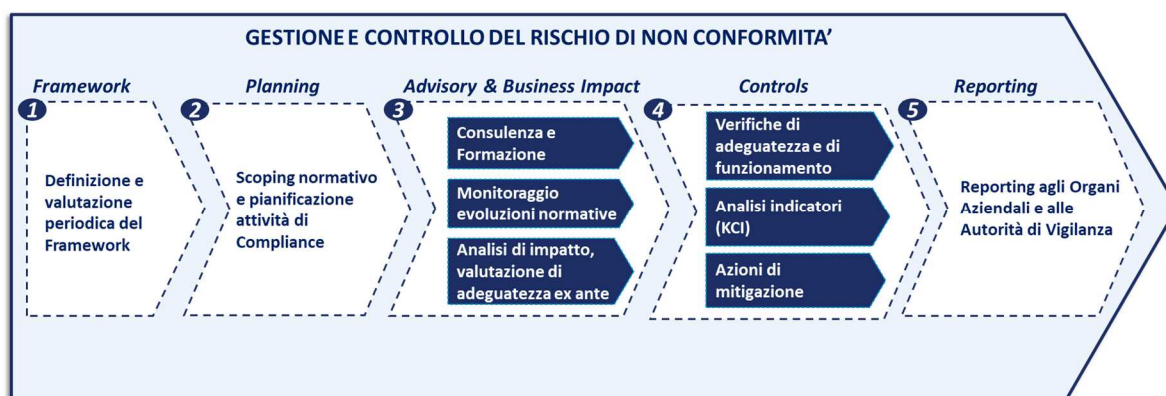 GESTIONE E CONTROLLO DEL RISCHIO DI NON CONFORMITA'
Framework
1
Definizione e
valutazione
periodica del
Framework
Planning
2
Scoping normativo
e pianificazione
attività di
Compliance
Advisory & Business Impact
3
Consulenza e
Formazione
Monitoraggio
evoluzioni normative
Analisi di impatto,
valutazione di
adeguatezza ex ante
Controls
4
Verifiche di
adeguatezza e di
funzionamento
Analisi indicatori
(KCI)
Azioni di
mitigazione
Reporting
5
Reporting agli Organi
Aziendali e alle
Autorità di Vigilanza